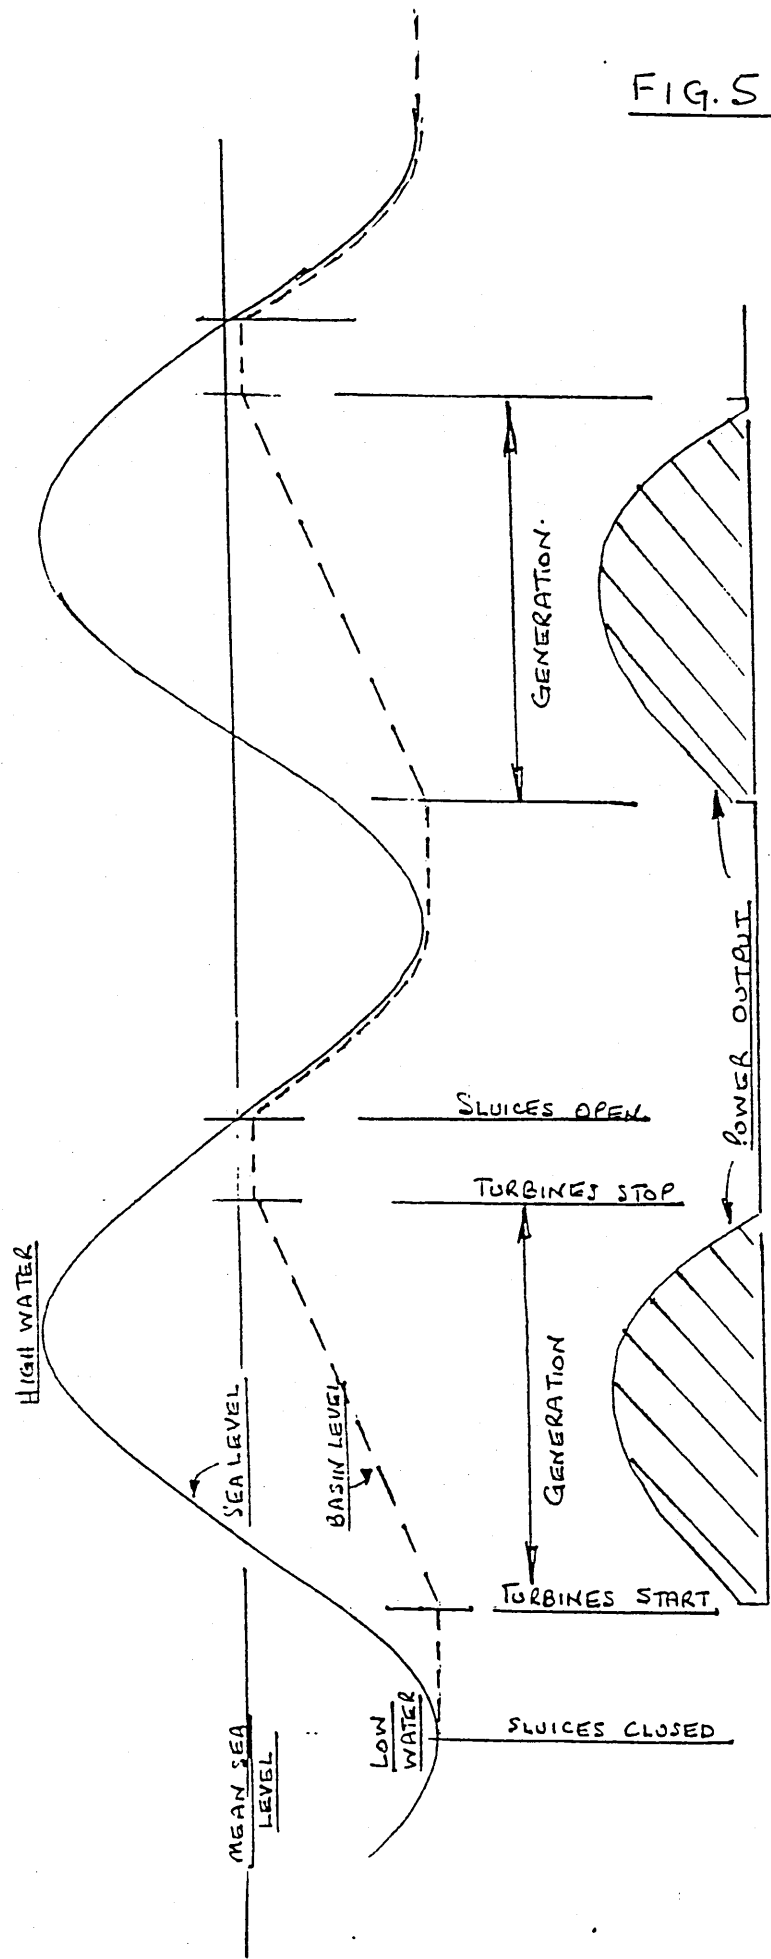 FIG. 5
HIGH WATER
SEA LEVEL
MEAN SEA
LEVEL
BASIN LEVEL
LOW
WATER
SLUICES CLOSED
TURBINES START
GENERATION
TURBINES STOP
SLUICES OPEN.
GENERATION.
POWER OUTPUT